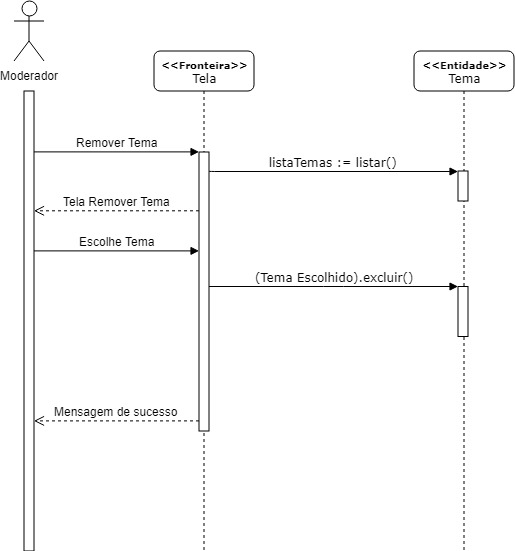 Moderador
<<Fronteira>>
Tela
<<Entidade>>
Tema
Remover Tema
listaTemas := listar()
Tela Remover Tema
Escolhe Tema
(Tema Escolhido).excluir()
Mensagem de sucesso